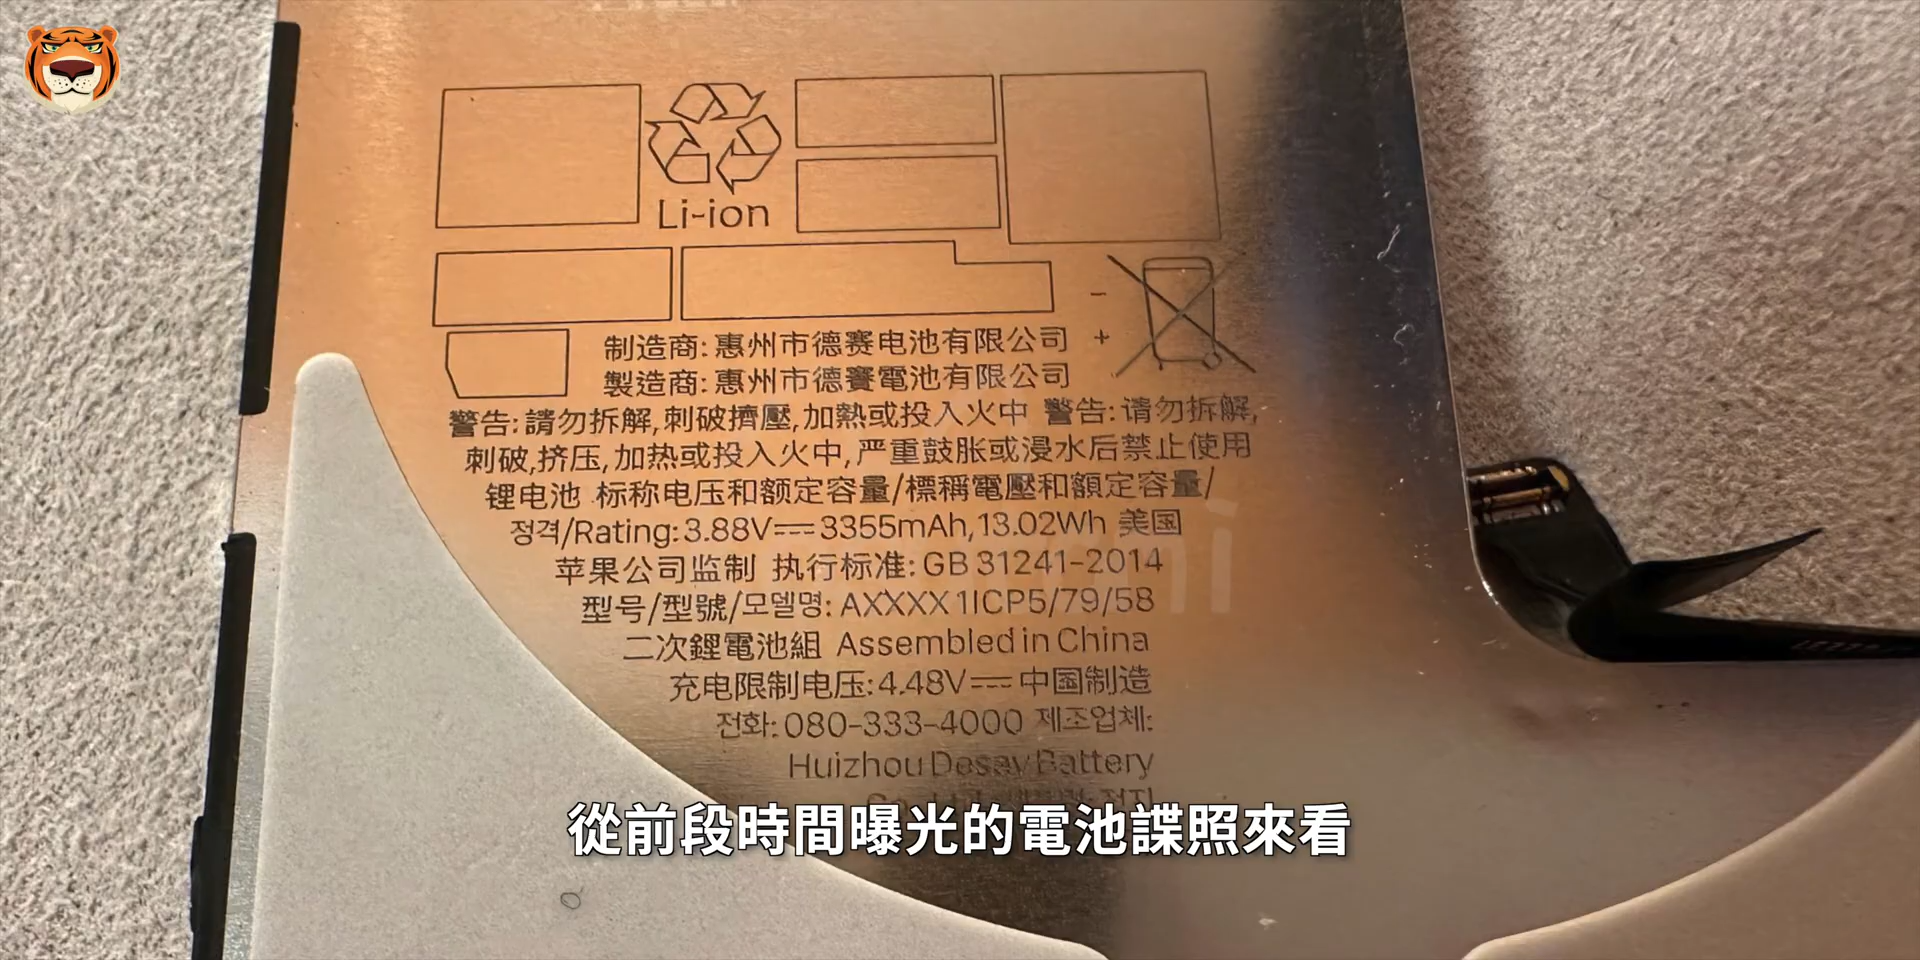 Li-ion
制造商: 惠州市德赛电池有限公司
製造商: 惠州市德賽電池有限公司
警告: 請勿拆解, 刺破擠壓, 加熱或投入火中 警告: 请勿拆解,
刺破, 挤压, 加热或投入火中, 严重鼓胀或浸水后禁止使用
锂电池 标称电压和额定容量/標稱電壓和額定容量/
정격/Rating: 3.88V⎓3355mAh, 13.02Wh 美国
苹果公司监制 执行标准: GB 31241-2014
型号/型號/모델명: AXXXX 1ICP5/79/58
二次鋰電池組 Assembled in China
充电限制电压: 4.48V⎓ 中国制造
전화: 080-333-4000 제조업체:
Huizhou Desay Battery
從前段時間曝光的電池諜照來看